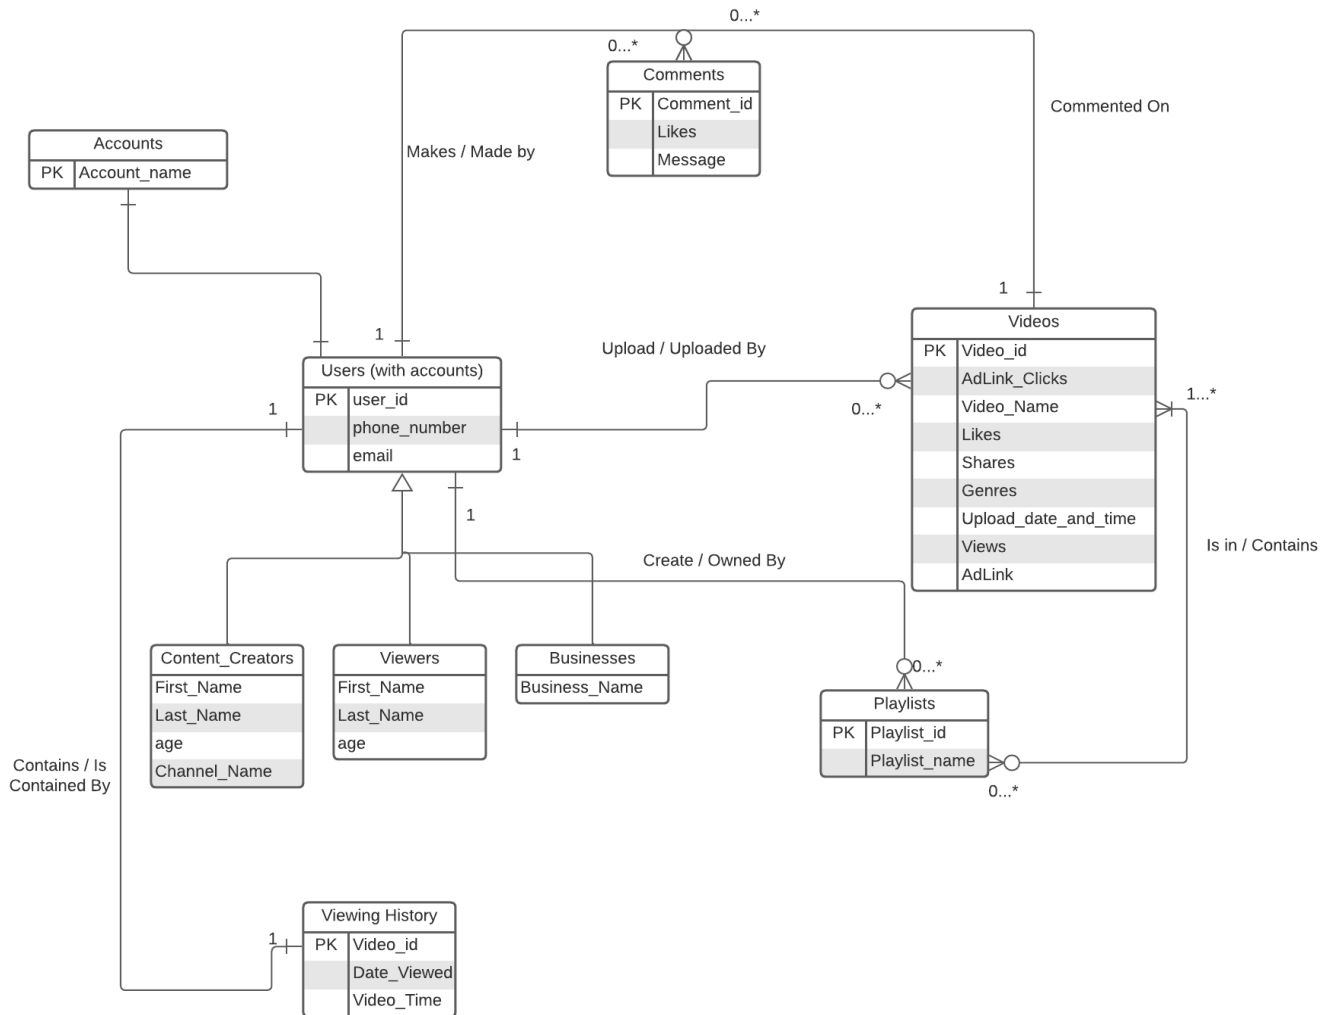 0...*
0...*
Comments
PK Comment_id
Likes
Message
Commented On
Accounts
PK Account_name
Makes / Made by
1
1
Users (with accounts)
PK user_id
phone_number
email
1
1
1
Upload / Uploaded By
0...*
Videos
PK Video_id
AdLink_Clicks
Video_Name
Likes
Shares
Genres
Upload_date_and_time
Views
AdLink
1...*
Is in / Contains
Create / Owned By
Content_Creators
First_Name
Last_Name
age
Channel_Name
Viewers
First_Name
Last_Name
age
Businesses
Business_Name
0...*
Playlists
PK Playlist_id
Playlist_name
0...*
Contains / Is
Contained By
1
Viewing History
PK Video_id
Date_Viewed
Video_Time